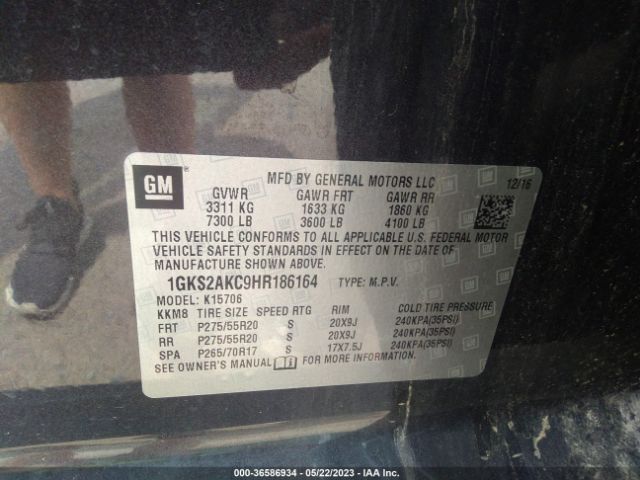 GM
MFD BY GENERAL MOTORS LLC 12/16
GVWR GAWR FRT GAWR RR
3311 KG 1633 KG 1860 KG
7300 LB 3600 LB 4100 LB
THIS VEHICLE CONFORMS TO ALL APPLICABLE U.S. FEDERAL MOTOR
VEHICLE SAFETY STANDARDS IN EFFECT ON THE DATE OF
MANUFACTURE SHOWN ABOVE.
1GKS2AKC9HR186164 TYPE: M.P.V.
MODEL: K15706
KKM8 TIRE SIZE SPEED RTG RIM COLD TIRE PRESSURE
FRT P275/55R20 S 20X9J 240KPA(35PSI)
RR P275/55R20 S 20X9J 240KPA(35PSI)
SPA P265/70R17 S 17X7.5J 240KPA(35PSI)
SEE OWNER'S MANUAL FOR MORE INFORMATION.
000-36586934 - 05/22/2023 - IAA Inc.